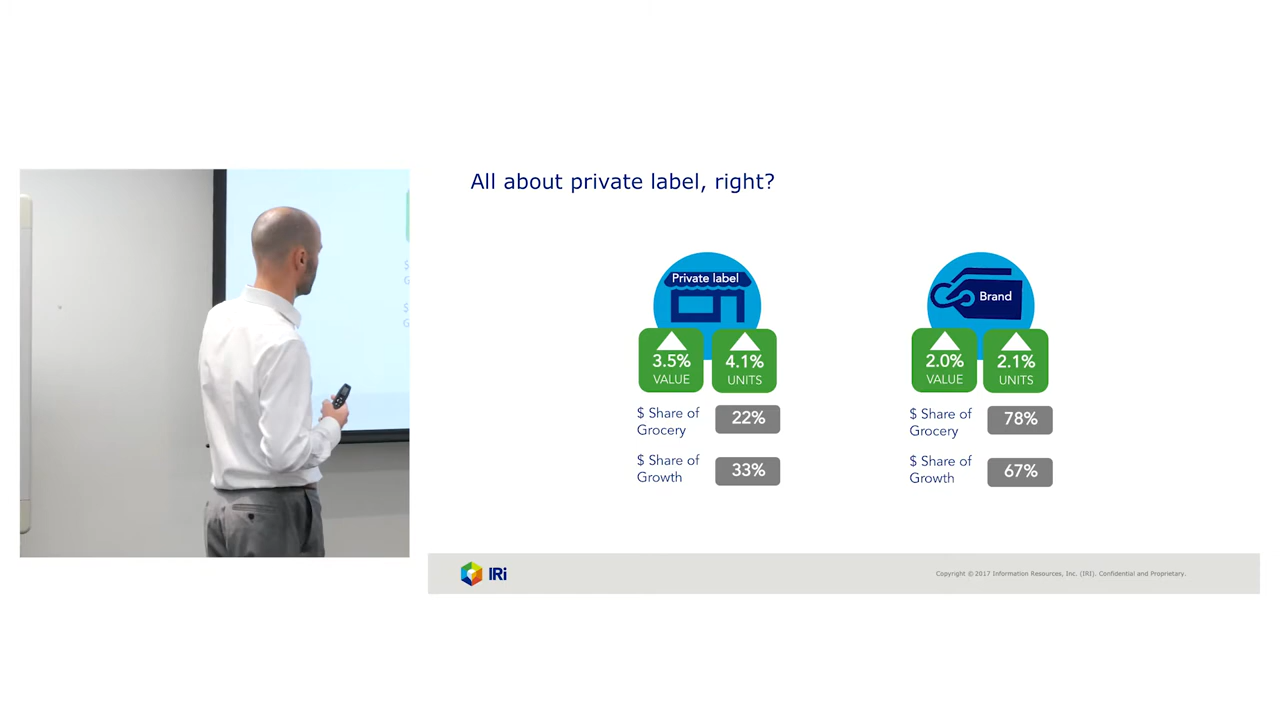 All about private label, right?
Private label
3.5%
VALUE
4.1%
UNITS
$ Share of
Grocery
22%
$ Share of
Growth
33%
Brand
2.0%
VALUE
2.1%
UNITS
$ Share of
Grocery
78%
$ Share of
Growth
67%
IRi
Copyright © 2017 Information Resources, Inc. (IRI). Confidential and Proprietary.